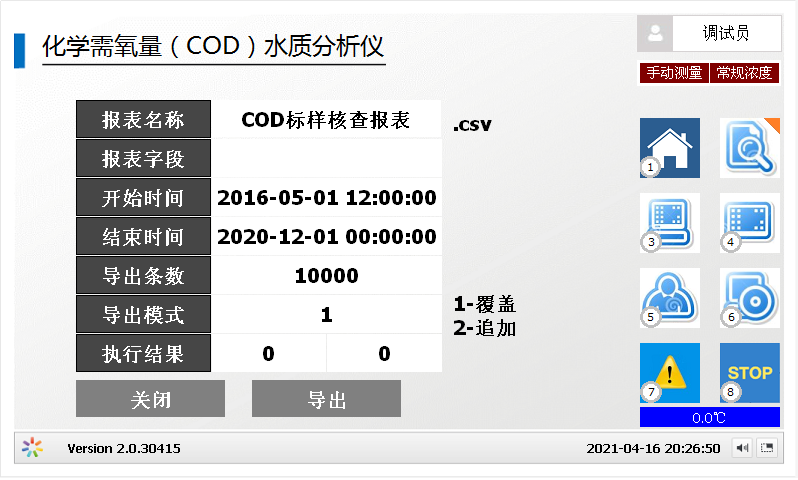 化学需氧量（COD）水质分析仪
调试员
手动测量 常规浓度
报表名称 COD标样核查报表 .csv
报表字段
开始时间 2016-05-01 12:00:00
结束时间 2020-12-01 00:00:00
导出条数 10000
导出模式 1 1-覆盖
2-追加
执行结果 0 0
关闭 导出
1
3 4
5 6
7 STOP 8
0.0℃
Version 2.0.30415 2021-04-16 20:26:50